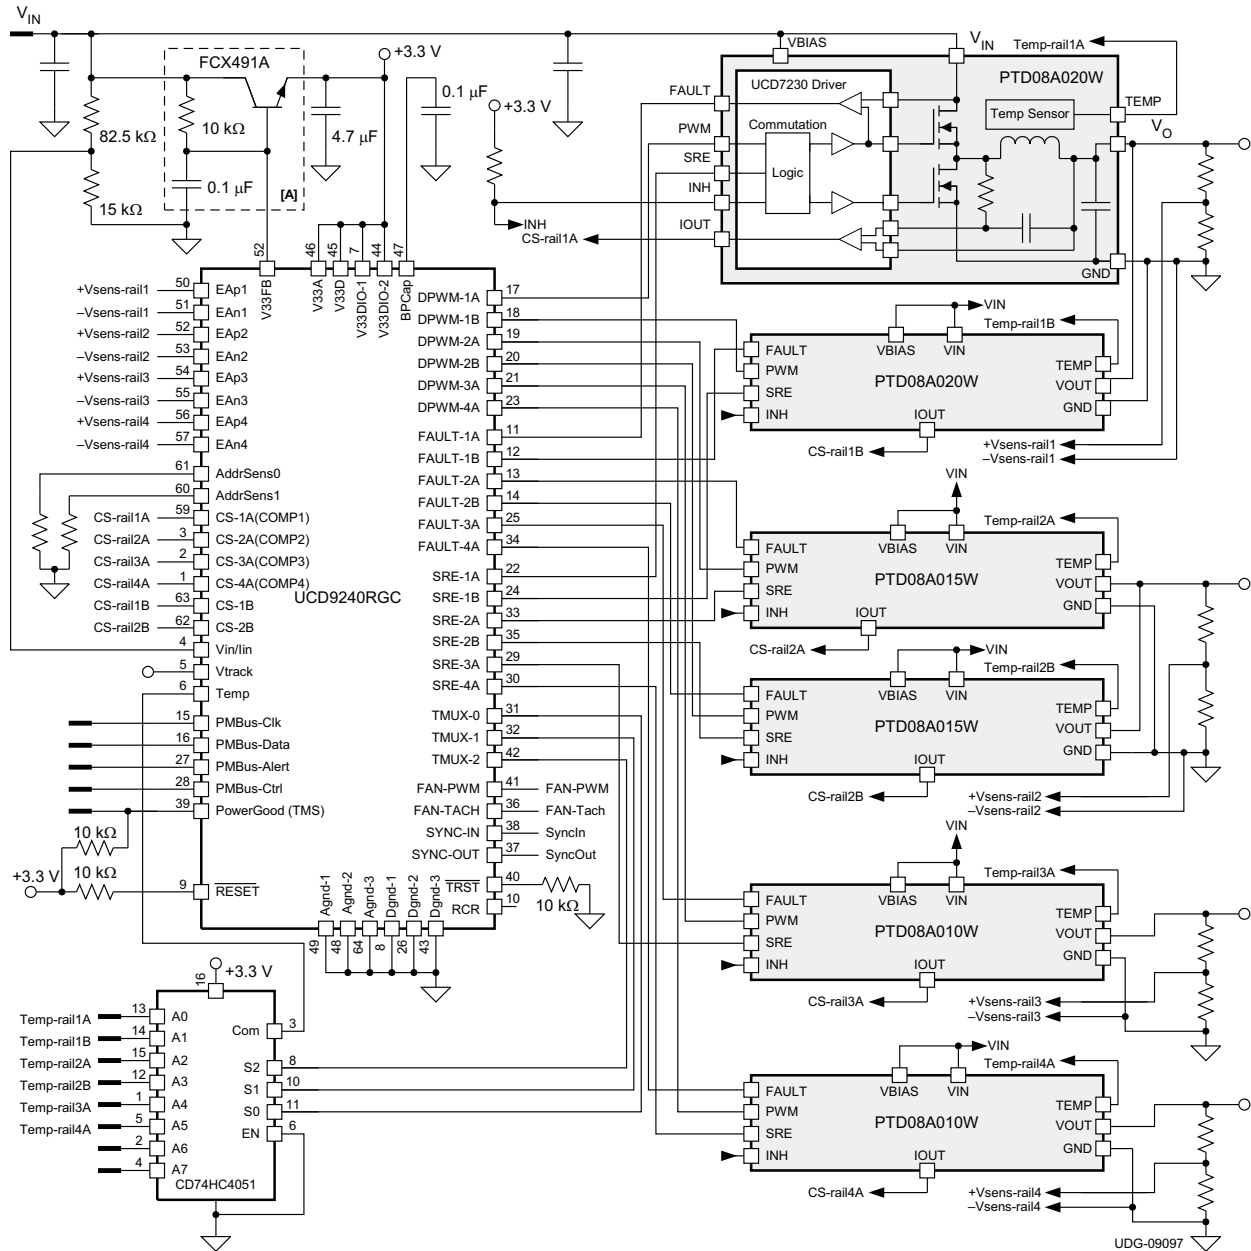 VIN
FCX491A
+3.3 V
82.5 kΩ
10 kΩ
4.7 µF
0.1 µF
[A]
15 kΩ
0.1 µF
+3.3 V
INH
CS-rail1A
VBIAS
VIN
Temp-rail1A
PTD08A020W
UCD7230 Driver
FAULT
PWM
SRE
INH
IOUT
Commutation
Logic
Temp Sensor
TEMP
VO
GND
52
46
45
7
44
47
V33FB
V33A
V33D
V33DIO-1
V33DIO-2
BPCap
UCD9240RGC
+Vsens-rail1 50 EAp1
–Vsens-rail1 51 EAn1
+Vsens-rail2 52 EAp2
–Vsens-rail2 53 EAn2
+Vsens-rail3 54 EAp3
–Vsens-rail3 55 EAn3
+Vsens-rail4 56 EAp4
–Vsens-rail4 57 EAn4
61 AddrSens0
60 AddrSens1
CS-rail1A 59 CS-1A(COMP1)
CS-rail2A 3 CS-2A(COMP2)
CS-rail3A 2 CS-3A(COMP3)
CS-rail4A 1 CS-4A(COMP4)
CS-rail1B 63 CS-1B
CS-rail2B 62 CS-2B
4 Vin/Iin
5 Vtrack
6 Temp
15 PMBus-Clk
16 PMBus-Data
27 PMBus-Alert
28 PMBus-Ctrl
39 PowerGood (TMS)
10 kΩ
+3.3 V
10 kΩ
9 RESET
DPWM-1A 17
DPWM-1B 18
DPWM-2A 19
DPWM-2B 20
DPWM-3A 21
DPWM-4A 23
FAULT-1A 11
FAULT-1B 12
FAULT-2A 13
FAULT-2B 14
FAULT-3A 25
FAULT-4A 34
SRE-1A 22
SRE-1B 24
SRE-2A 33
SRE-2B 35
SRE-3A 29
SRE-4A 30
TMUX-0 31
TMUX-1 32
TMUX-2 42
FAN-PWM 41 FAN-PWM
FAN-TACH 36 FAN-Tach
SYNC-IN 38 SyncIn
SYNC-OUT 37 SyncOut
TRST 40
10 kΩ
RCR 10
Agnd-1
Agnd-2
Agnd-3
Dgnd-1
Dgnd-2
Dgnd-3
49
48
64
8
26
43
16
+3.3 V
Temp-rail1A 13 A0
Temp-rail1B 14 A1
Temp-rail2A 15 A2
Temp-rail2B 12 A3
Temp-rail3A 1 A4
Temp-rail4A 5 A5
2 A6
4 A7
Com 3
S2 8
S1 10
S0 11
EN 6
CD74HC4051
VIN
Temp-rail1B
FAULT
PWM
SRE
INH
VBIAS
VIN
PTD08A020W
IOUT
TEMP
VOUT
GND
CS-rail1B
+Vsens-rail1
–Vsens-rail1
VIN
Temp-rail2A
FAULT
PWM
SRE
INH
VBIAS
VIN
PTD08A015W
IOUT
TEMP
VOUT
GND
CS-rail2A
VIN
Temp-rail2B
FAULT
PWM
SRE
INH
VBIAS
VIN
PTD08A015W
IOUT
TEMP
VOUT
GND
CS-rail2B
+Vsens-rail2
–Vsens-rail2
VIN
Temp-rail3A
FAULT
PWM
SRE
INH
VBIAS
VIN
PTD08A010W
IOUT
TEMP
VOUT
GND
CS-rail3A
+Vsens-rail3
–Vsens-rail3
VIN
Temp-rail4A
FAULT
PWM
SRE
INH
VBIAS
VIN
PTD08A010W
IOUT
TEMP
VOUT
GND
CS-rail4A
+Vsens-rail4
–Vsens-rail4
UDG-09097